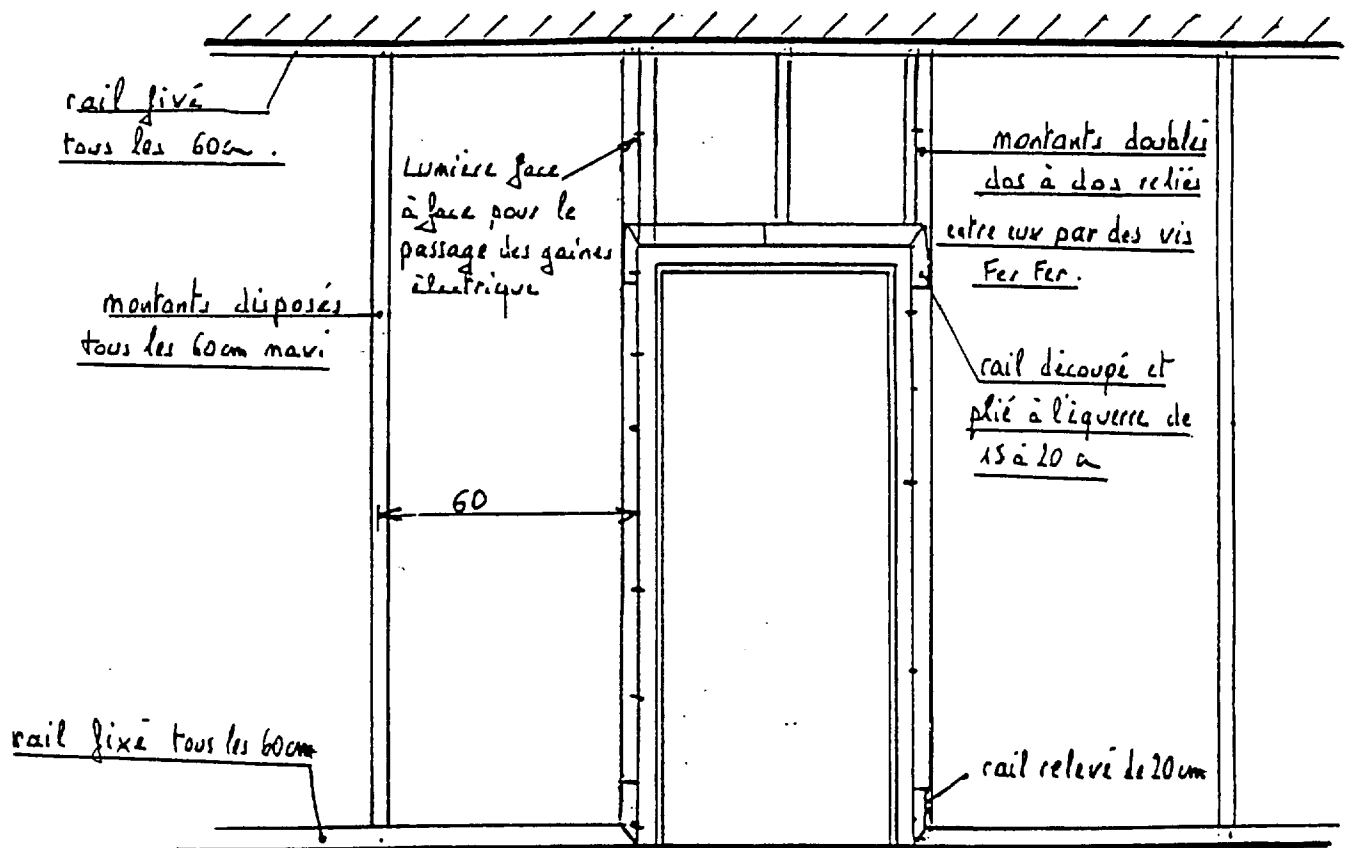 rail fixé
tous les 60cm.
Lumière face
à face pour le
passage des gaines
électrique
montants doublés
dos à dos reliés
entre eux par des vis
Fer Fer.
montants disposés
tous les 60cm maxi
rail découpé et
plié à l'équerre de
15 à 20 c
60
rail fixé tous les 60cm
rail relevé de 20cm